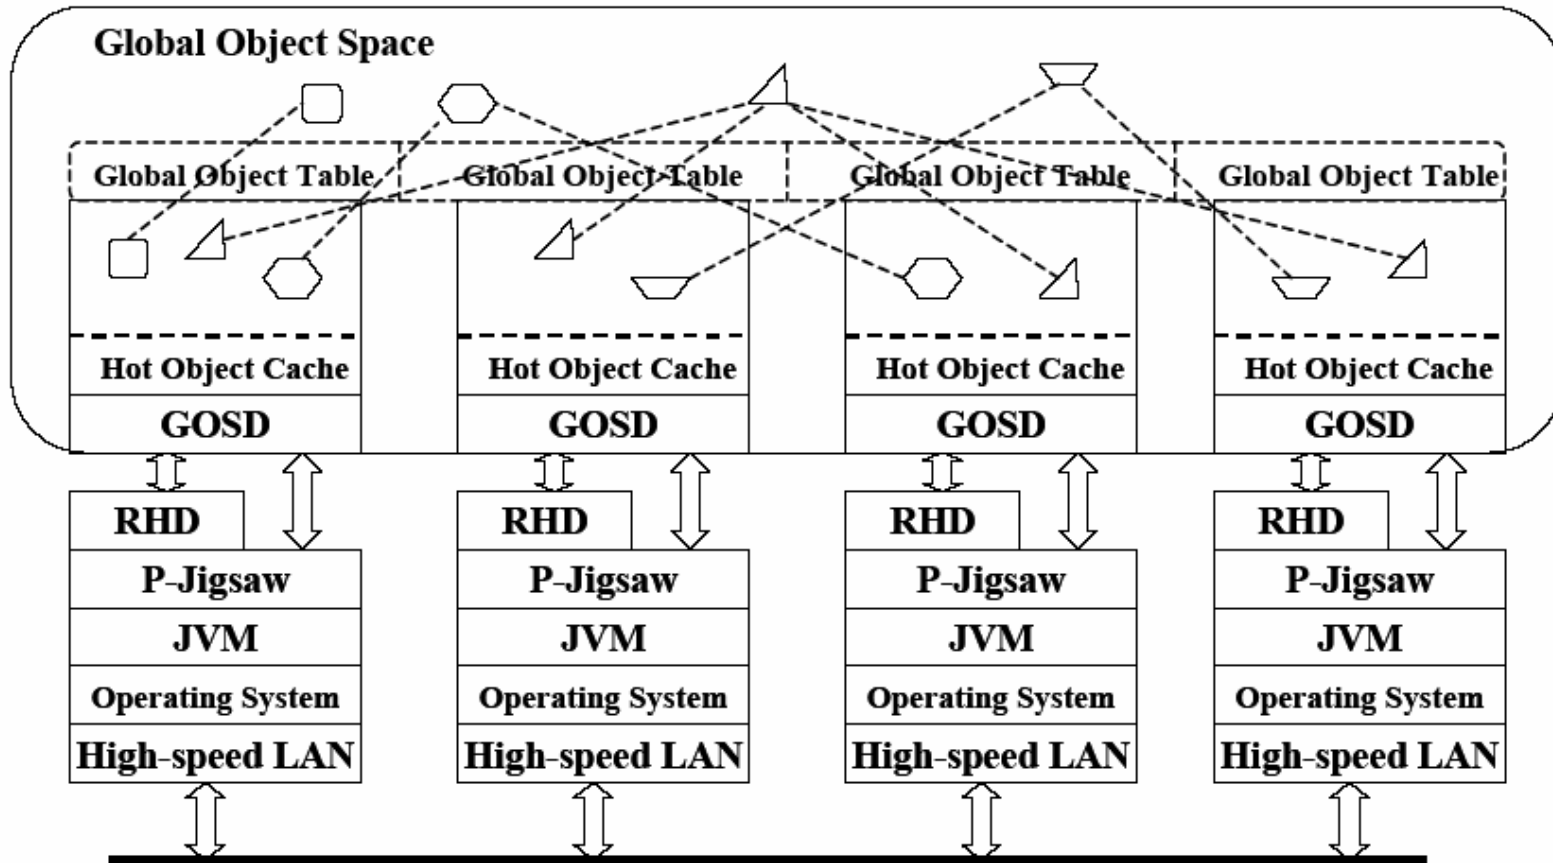 Global Object Space
Global Object Table Global Object Table Global Object Table Global Object Table
Hot Object Cache Hot Object Cache Hot Object Cache Hot Object Cache
GOSD GOSD GOSD GOSD
RHD RHD RHD RHD
P-Jigsaw P-Jigsaw P-Jigsaw P-Jigsaw
JVM JVM JVM JVM
Operating System Operating System Operating System Operating System
High-speed LAN High-speed LAN High-speed LAN High-speed LAN